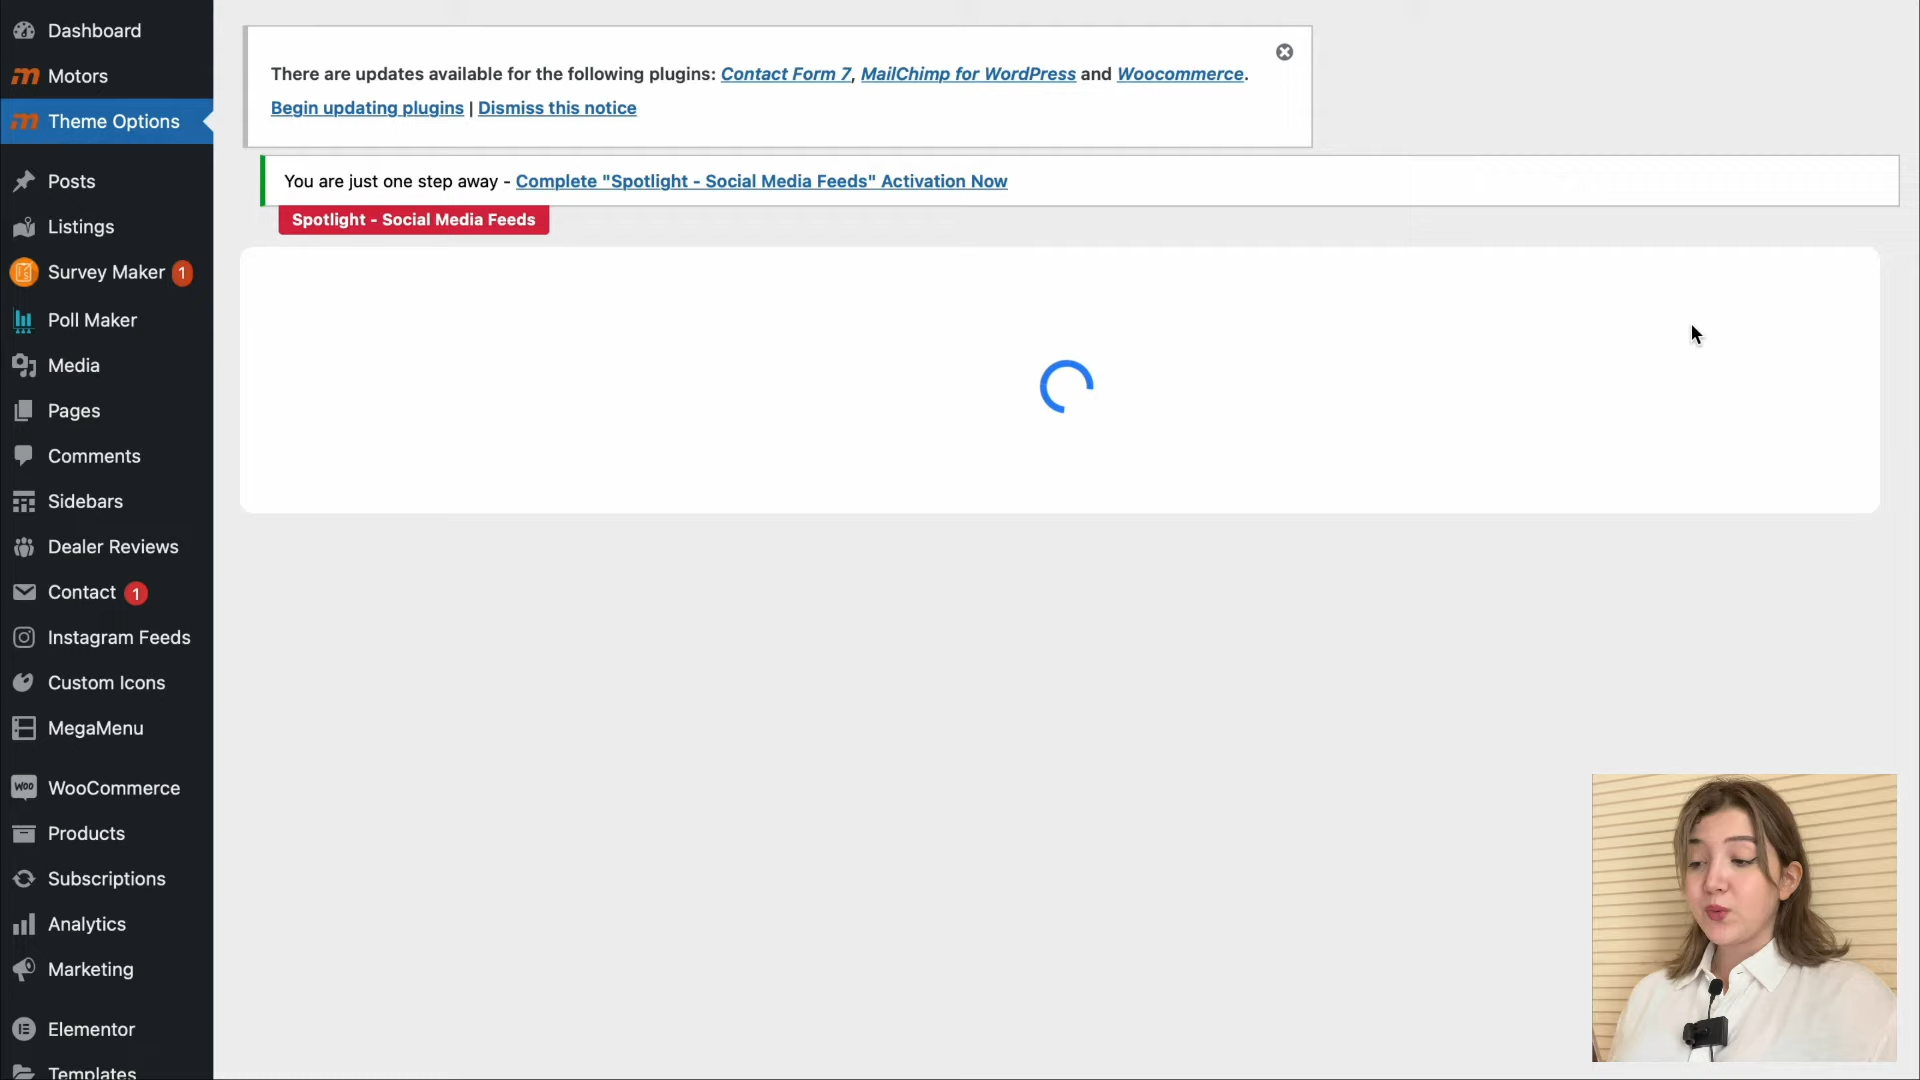 Dashboard
Motors
Theme Options
Posts
Listings
Survey Maker 1
Poll Maker
Media
Pages
Comments
Sidebars
Dealer Reviews
Contact 1
Instagram Feeds
Custom Icons
MegaMenu
WooCommerce
Products
Subscriptions
Analytics
Marketing
Elementor
Templates
There are updates available for the following plugins: Contact Form 7, MailChimp for WordPress and Woocommerce.
Begin updating plugins | Dismiss this notice
You are just one step away - Complete "Spotlight - Social Media Feeds" Activation Now
Spotlight - Social Media Feeds